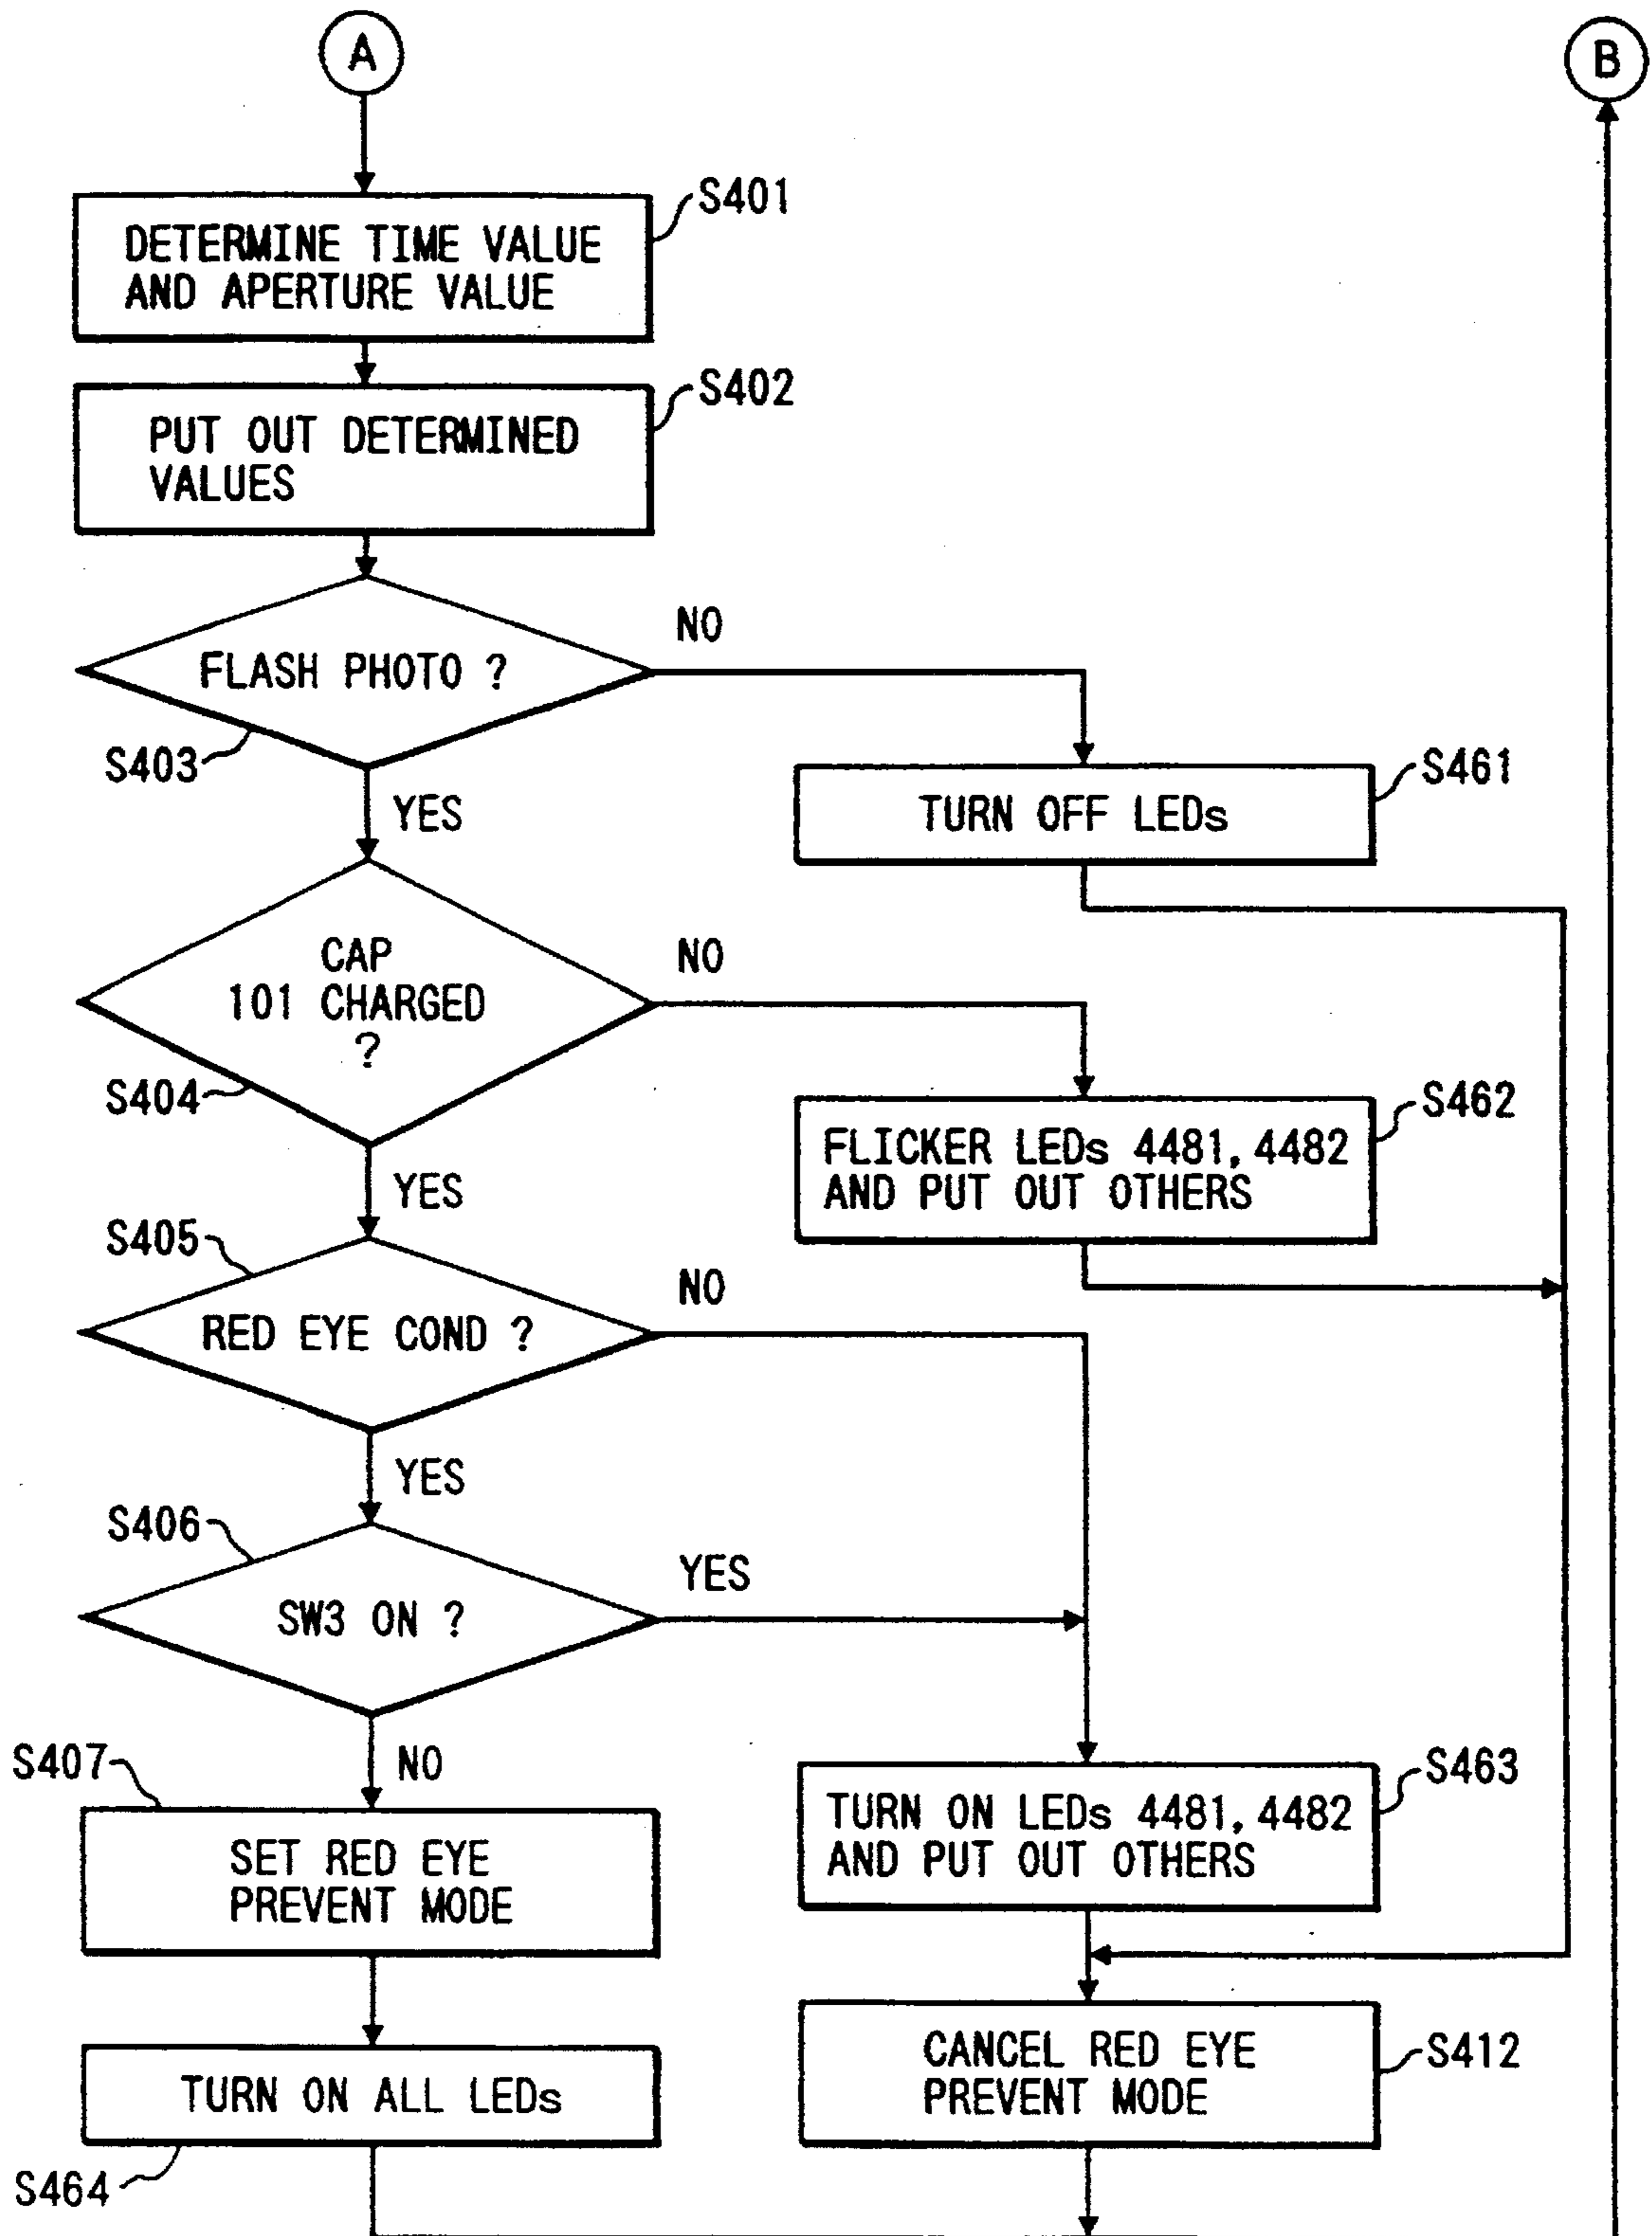 A
B
S401
DETERMINE TIME VALUE
AND APERTURE VALUE
S402
PUT OUT DETERMINED
VALUES
NO
FLASH PHOTO ?
S403
YES
S461
TURN OFF LEDs
CAP
101 CHARGED
?
NO
S404
YES
S462
FLICKER LEDs 4481, 4482
AND PUT OUT OTHERS
S405
NO
RED EYE COND ?
YES
S406
YES
SW3 ON ?
NO
S407
SET RED EYE
PREVENT MODE
S463
TURN ON LEDs 4481, 4482
AND PUT OUT OTHERS
TURN ON ALL LEDs
S464
CANCEL RED EYE
PREVENT MODE
S412